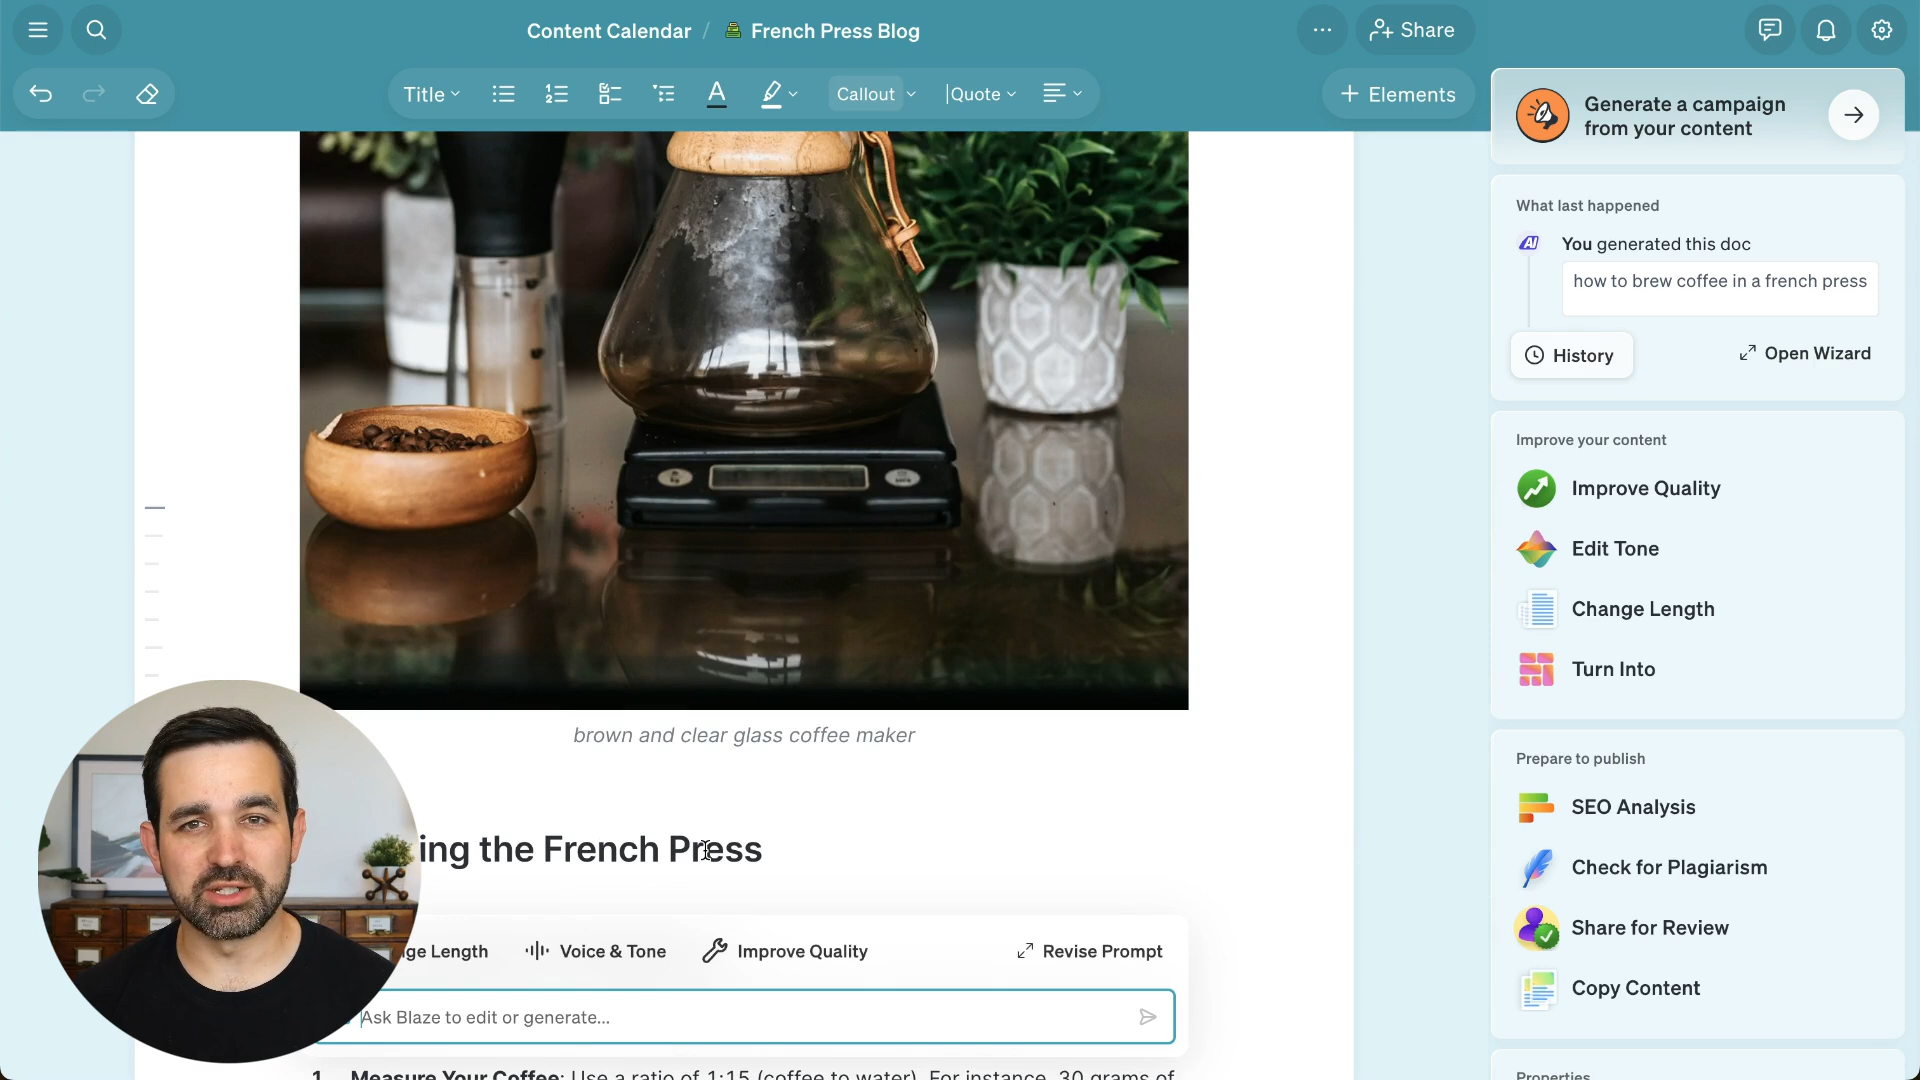 Content Calendar / French Press Blog
Share
Title
Callout
Quote
Elements
Generate a campaign
from your content
What last happened
AI
You generated this doc
how to brew coffee in a french press
History
Open Wizard
Improve your content
Improve Quality
Edit Tone
Change Length
Turn Into
Prepare to publish
SEO Analysis
Check for Plagiarism
Share for Review
Copy Content
Properties
brown and clear glass coffee maker
ing the French Press
ge Length
Voice & Tone
Improve Quality
Revise Prompt
Ask Blaze to edit or generate...
1. Measure Your Coffee: Use a ratio of 1:15 (coffee to water). For instance, 30 grams of